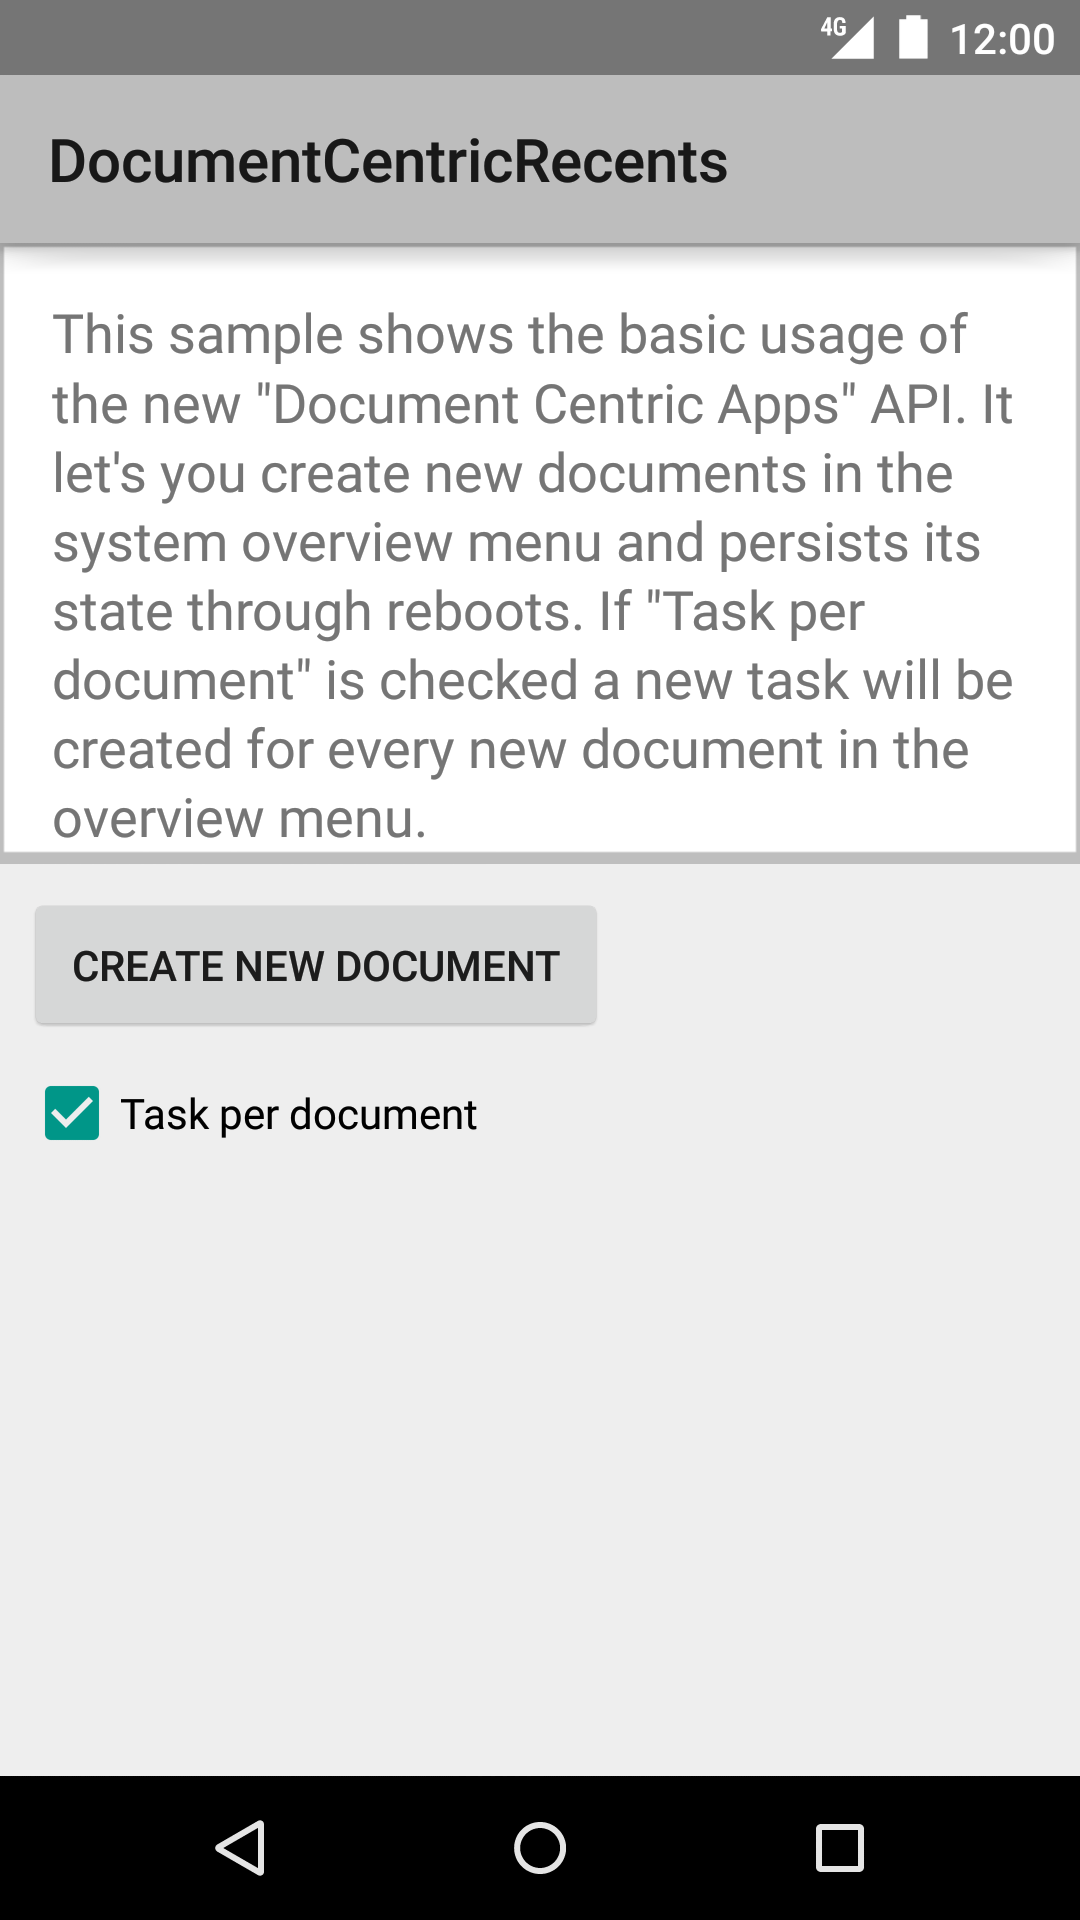 4G 12:00
DocumentCentricRecents
This sample shows the basic usage of
the new "Document Centric Apps" API. It
let's you create new documents in the
system overview menu and persists its
state through reboots. If "Task per
document" is checked a new task will be
created for every new document in the
overview menu.
CREATE NEW DOCUMENT
Task per document